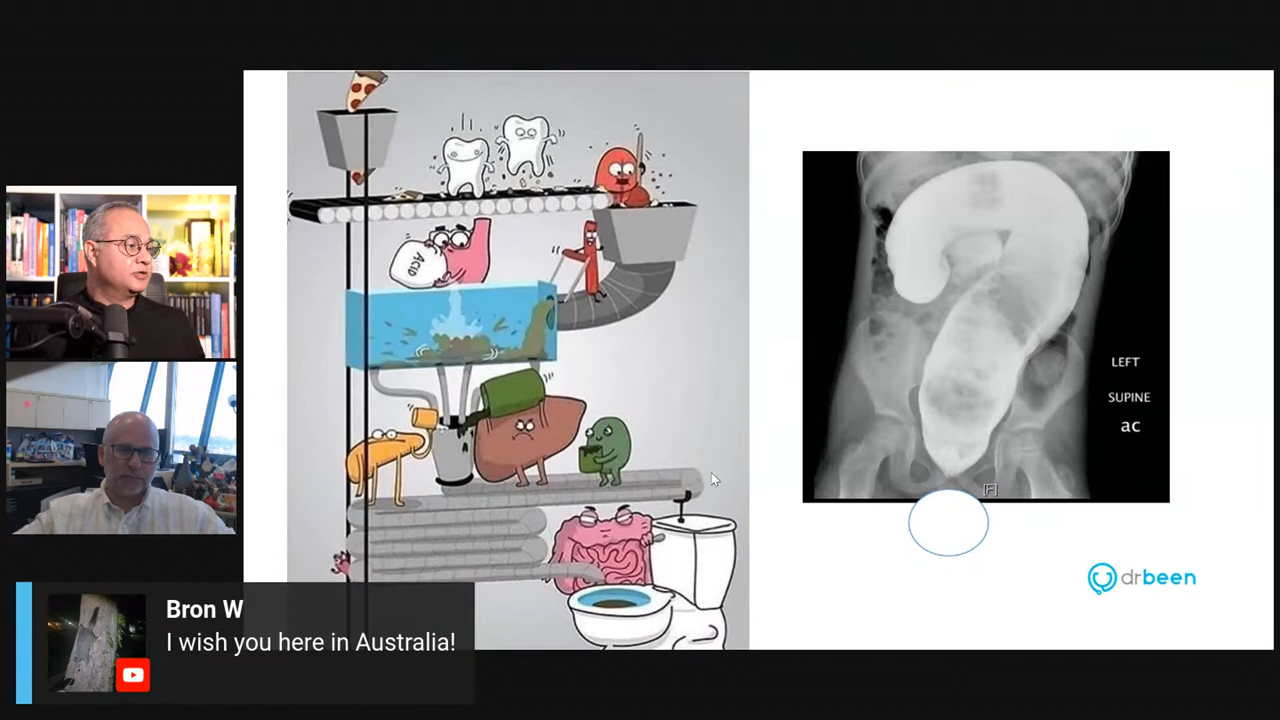 ACID
LEFT
SUPINE
ac
[F]
drbeen
Bron W
I wish you here in Australia!